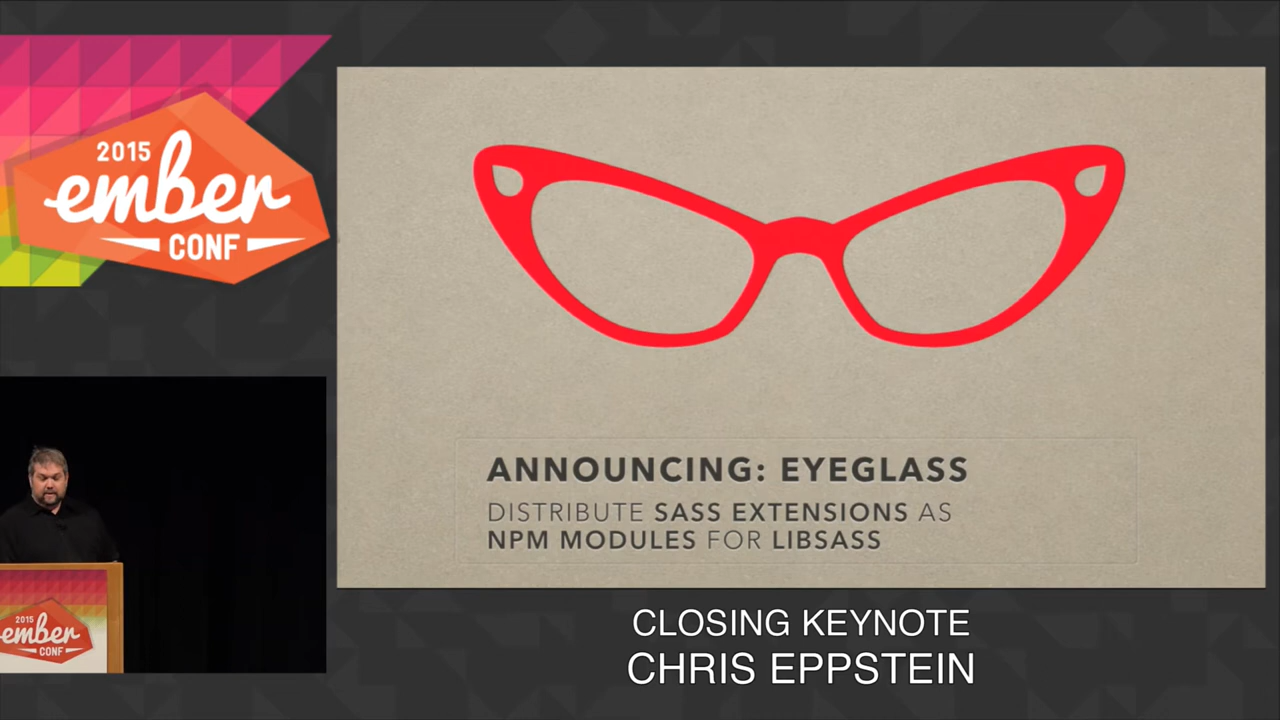 2015
ember
CONF
ANNOUNCING: EYEGLASS
DISTRIBUTE SASS EXTENSIONS AS
NPM MODULES FOR LIBSASS
2015
ember
CONF
CLOSING KEYNOTE
CHRIS EPPSTEIN